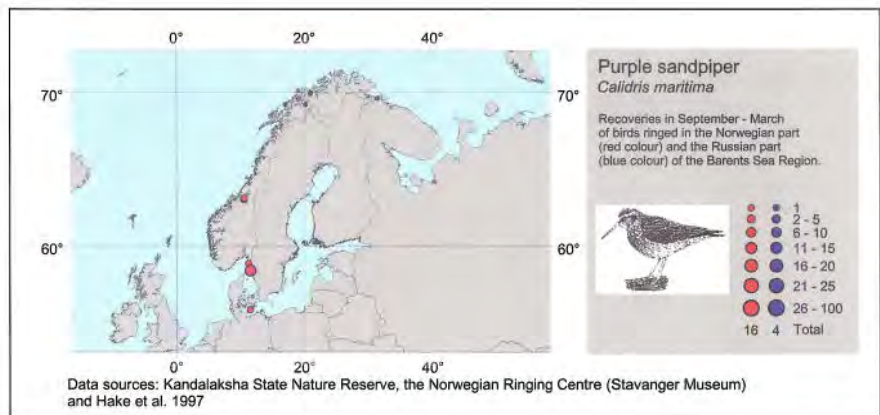 0° 20° 40°
70° 70°
60° 60°
0° 20° 40°
Purple sandpiper
Calidris maritima
Recoveries in September - March
of birds ringed in the Norwegian part
(red colour) and the Russian part
(blue colour) of the Barents Sea Region.
1
2 - 5
6 - 10
11 - 15
16 - 20
21 - 25
26 - 100
16 4 Total
Data sources: Kandalaksha State Nature Reserve, the Norwegian Ringing Centre (Stavanger Museum)
and Hake et al. 1997